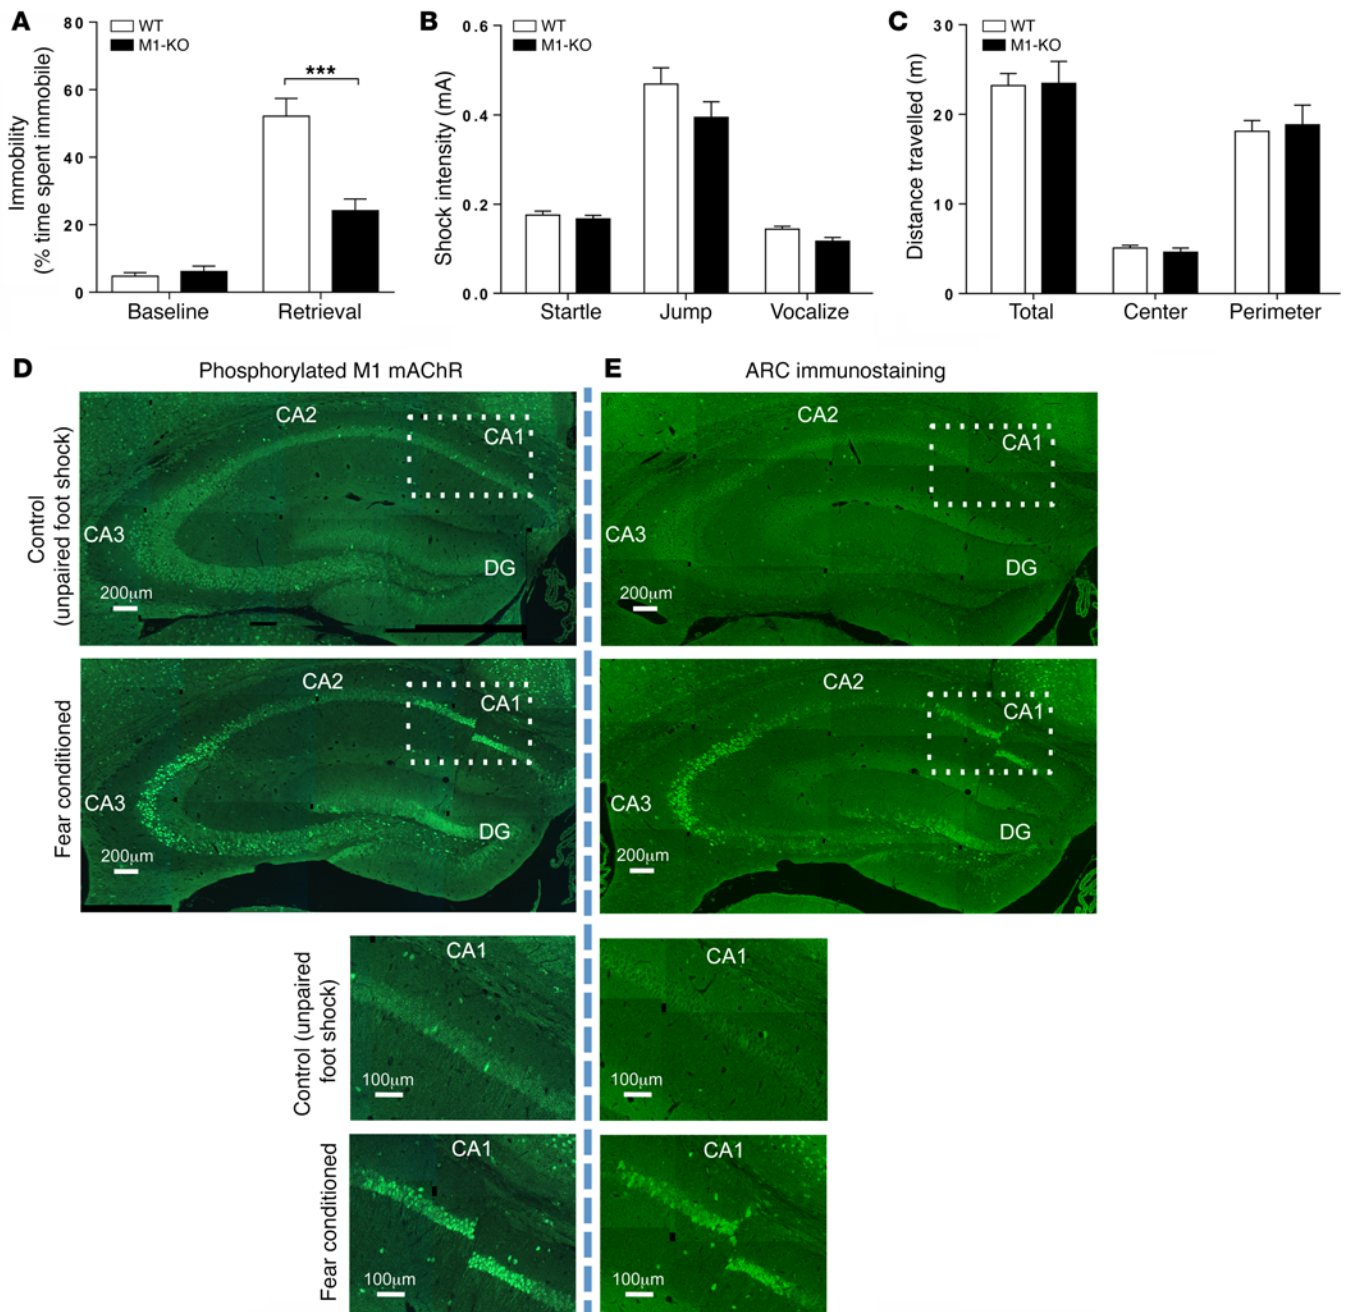 A
WT
M1-KO
Immobility
(% time spent immobile)
80
60
40
20
0
***
Baseline
Retrieval
B
WT
M1-KO
Shock intensity (mA)
0.6
0.4
0.2
0.0
Startle
Jump
Vocalize
C
WT
M1-KO
Distance travelled (m)
30
20
10
0
Total
Center
Perimeter
D
Phosphorylated M1 mAChR
E
ARC immunostaining
Control
(unpaired foot shock)
CA2
CA1
CA3
DG
200µm
CA2
CA1
CA3
DG
200µm
Fear conditioned
CA2
CA1
CA3
DG
200µm
CA2
CA1
CA3
DG
200µm
Control (unpaired
foot shock)
CA1
100µm
CA1
100µm
Fear conditioned
CA1
100µm
CA1
100µm